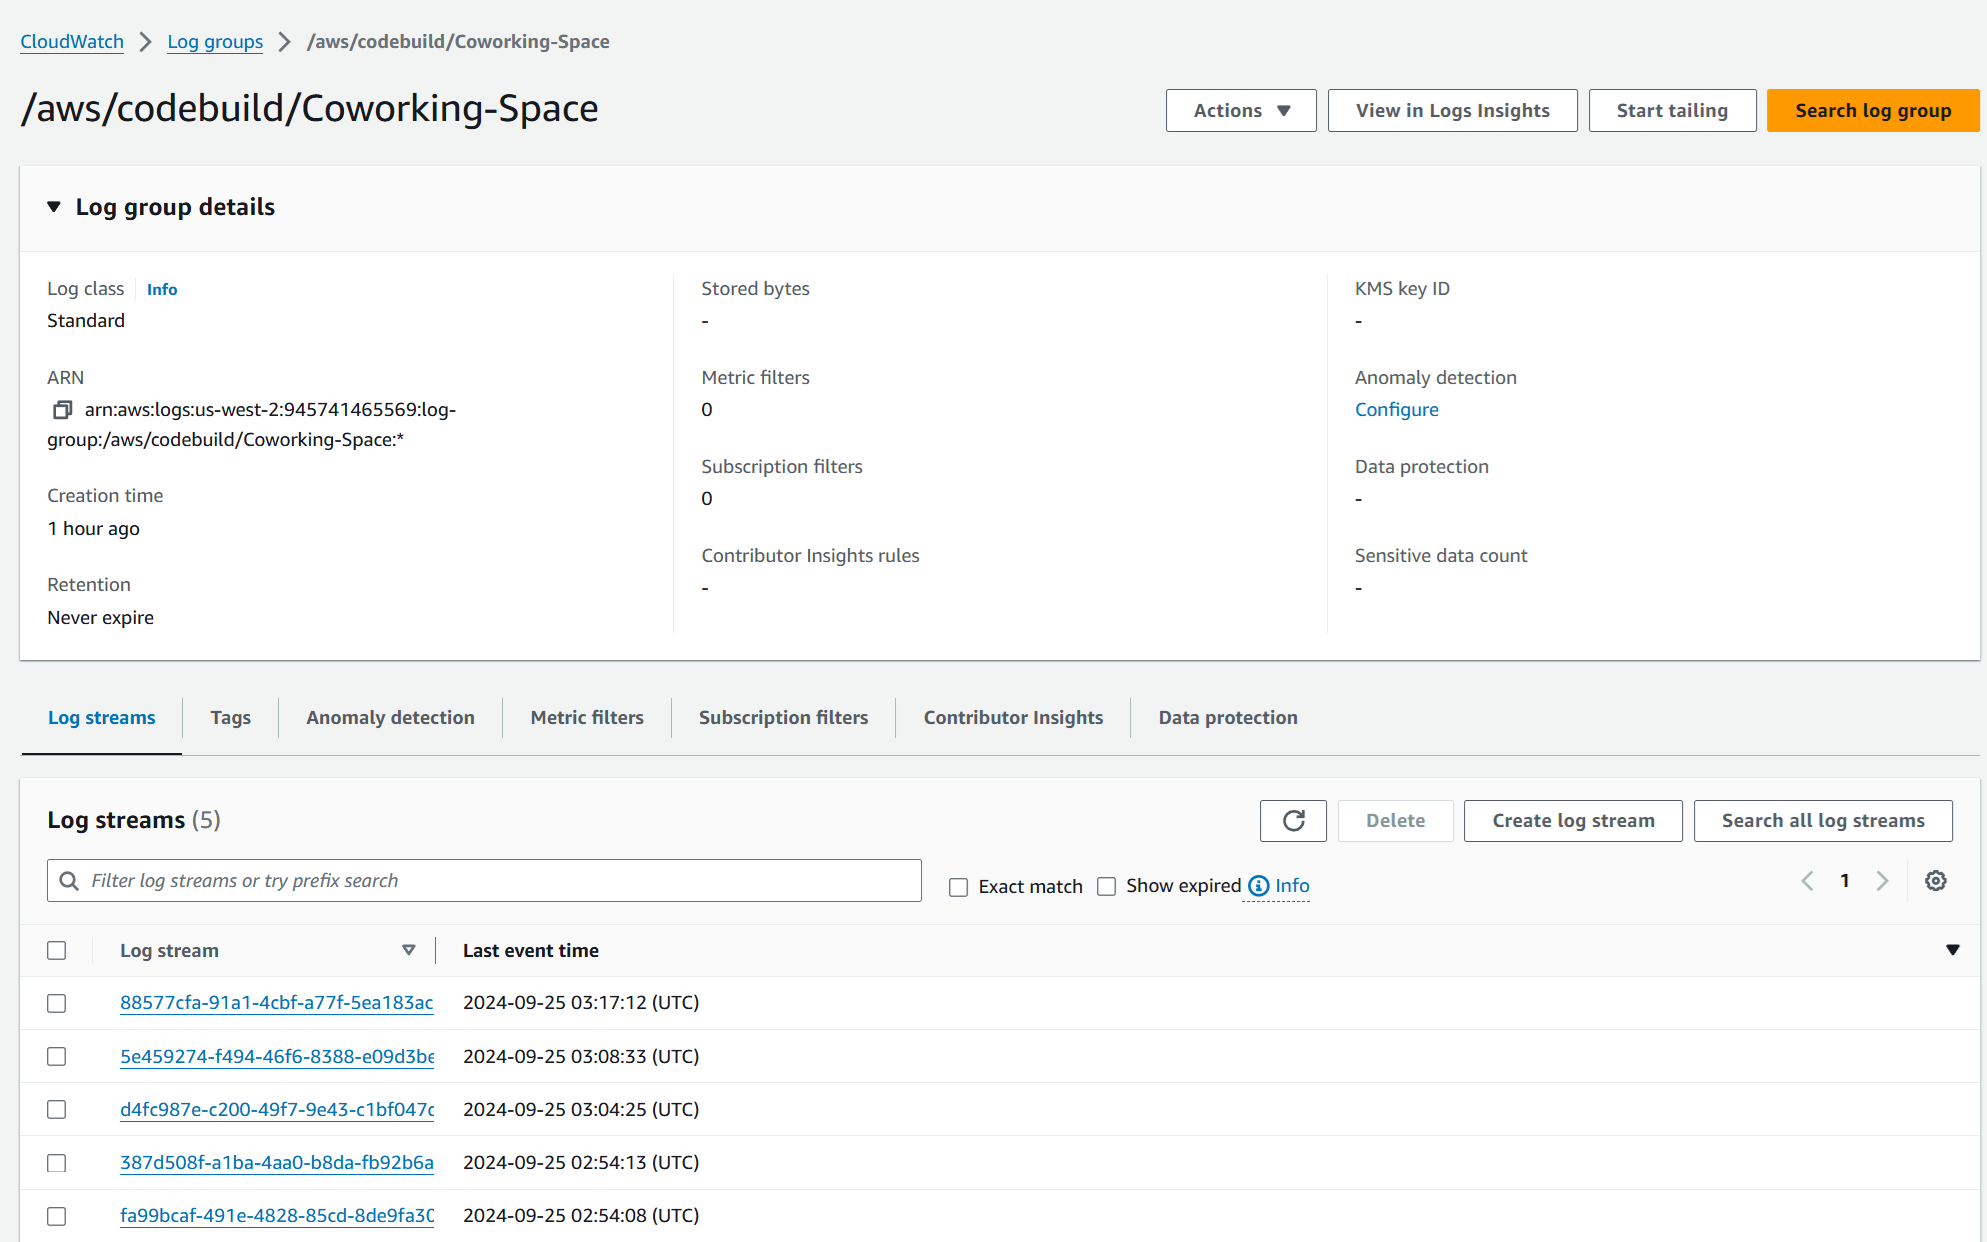 CloudWatch > Log groups > /aws/codebuild/Coworking-Space
/aws/codebuild/Coworking-Space
Actions ▼ View in Logs Insights Start tailing Search log group
▼ Log group details
Log class Info
Standard
ARN
arn:aws:logs:us-west-2:945741465569:log-
group:/aws/codebuild/Coworking-Space:*
Creation time
1 hour ago
Retention
Never expire
Stored bytes
-
Metric filters
0
Subscription filters
0
Contributor Insights rules
-
KMS key ID
-
Anomaly detection
Configure
Data protection
-
Sensitive data count
-
Log streams Tags Anomaly detection Metric filters Subscription filters Contributor Insights Data protection
Log streams (5)
Delete Create log stream Search all log streams
Filter log streams or try prefix search
Exact match Show expired Info
1
Log stream Last event time
88577cfa-91a1-4cbf-a77f-5ea183ac 2024-09-25 03:17:12 (UTC)
5e459274-f494-46f6-8388-e09d3be 2024-09-25 03:08:33 (UTC)
d4fc987e-c200-49f7-9e43-c1bf047c 2024-09-25 03:04:25 (UTC)
387d508f-a1ba-4aa0-b8da-fb92b6a 2024-09-25 02:54:13 (UTC)
fa99bcaf-491e-4828-85cd-8de9fa30 2024-09-25 02:54:08 (UTC)